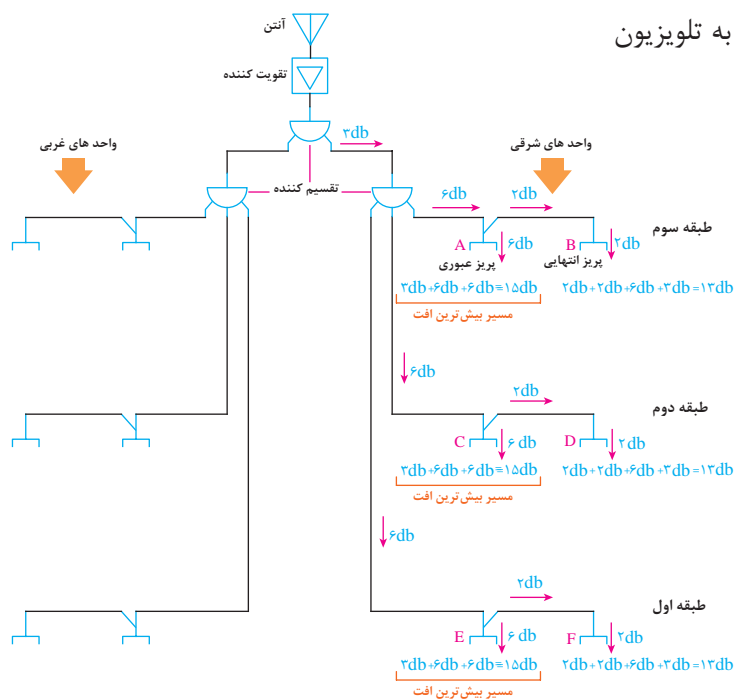 به تلویزیون
آنتن
تقویت کننده
۳db
واحد های شرقی
واحد های غربی
تقسیم کننده
۶db
۲db
طبقه سوم
A
۶db
B
۲db
پریز عبوری
پریز انتهایی
۳db+۶db+۶db=۱۵db
۲db+۲db+۶db+۳db=۱۳db
مسیر بیش‌ترین افت
۶db
۲db
طبقه دوم
C
۶db
D
۲db
۳db+۶db+۶db=۱۵db
۲db+۲db+۶db+۳db=۱۳db
مسیر بیش‌ترین افت
۶db
۲db
طبقه اول
E
۶db
F
۲db
۳db+۶db+۶db=۱۵db
۲db+۲db+۶db+۳db=۱۳db
مسیر بیش‌ترین افت